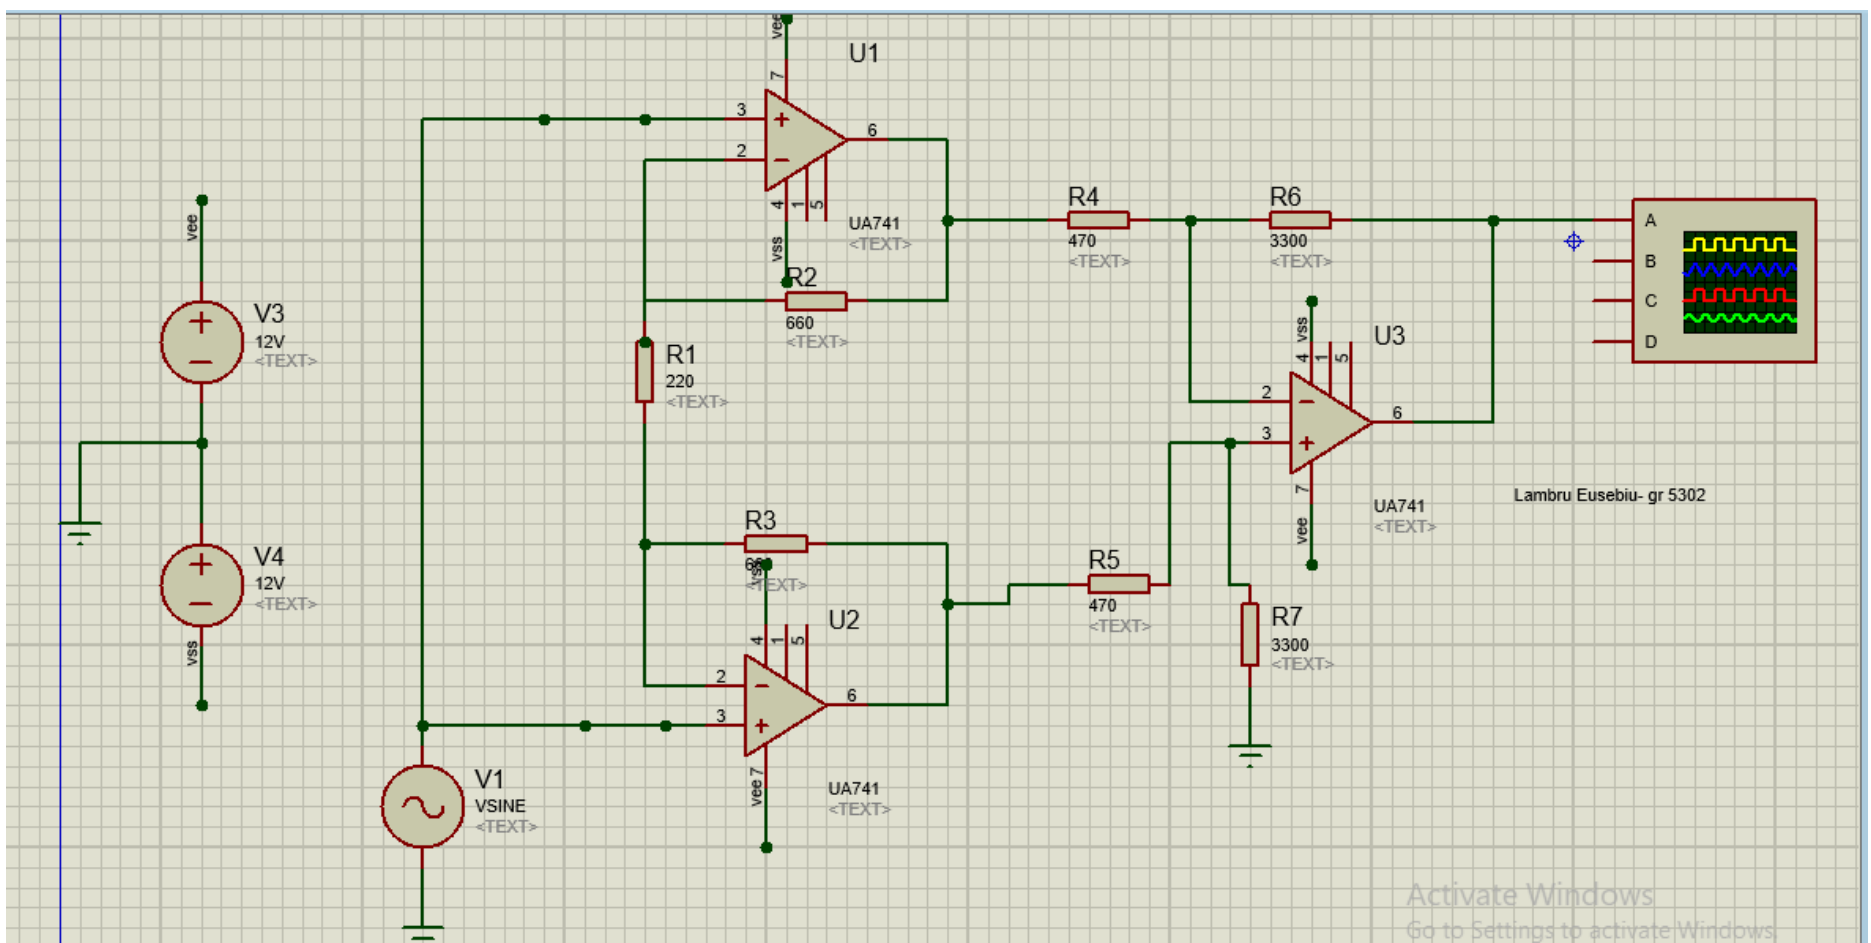 vee
U1
7
3
+
6
2
4
1
5
UA741
<TEXT>
vss
R2
660
<TEXT>
R4
470
<TEXT>
R6
3300
<TEXT>
A
B
C
D
vee
V3
12V
<TEXT>
R1
220
<TEXT>
vss
U3
4
1
5
2
6
3
+
7
UA741
<TEXT>
vee
Lambru Eusebiu- gr 5302
V4
12V
<TEXT>
vss
R3
<TEXT>
vss
R5
470
<TEXT>
U2
4
1
5
2
6
3
+
7
vee
UA741
<TEXT>
R7
3300
<TEXT>
V1
VSINE
<TEXT>
Activate Windows
Go to Settings to activate Windows.